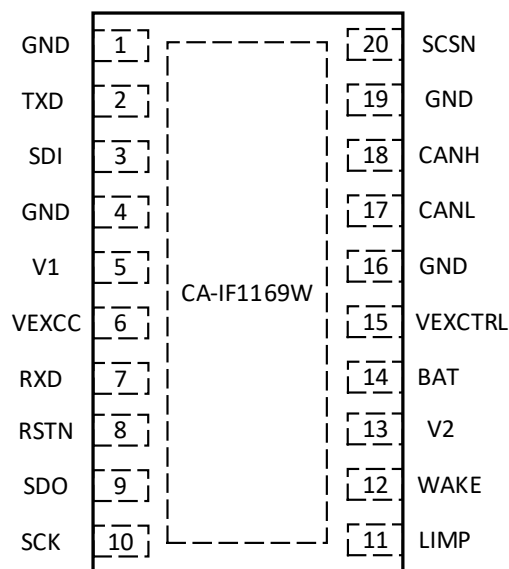 GND 1 20 SCSN
TXD 2 19 GND
SDI 3 18 CANH
GND 4 17 CANL
V1 5 16 GND
CA-IF1169W
VEXCC 6 15 VEXCTRL
RXD 7 14 BAT
RSTN 8 13 V2
SDO 9 12 WAKE
SCK 10 11 LIMP